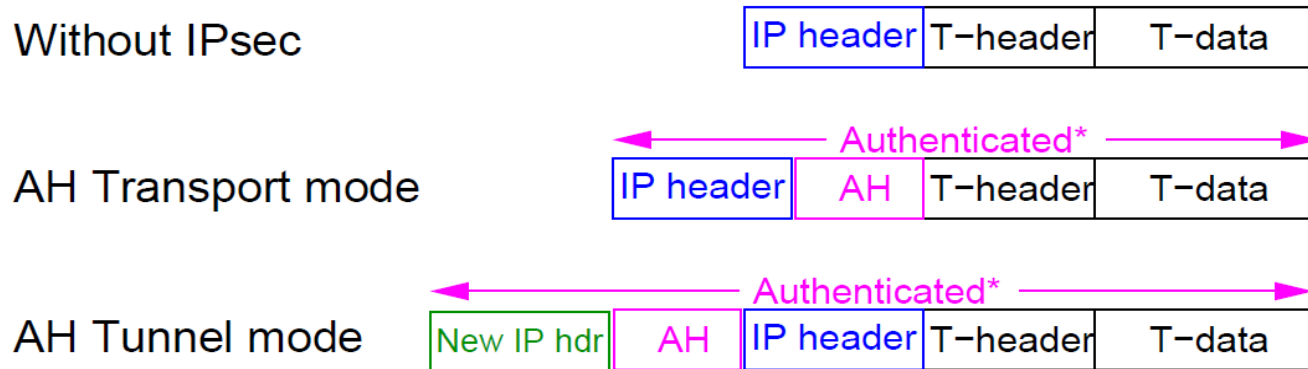 Without IPsec IP header T−header T−data
Authenticated*
AH Transport mode IP header AH T−header T−data
Authenticated*
AH Tunnel mode New IP hdr AH IP header T−header T−data